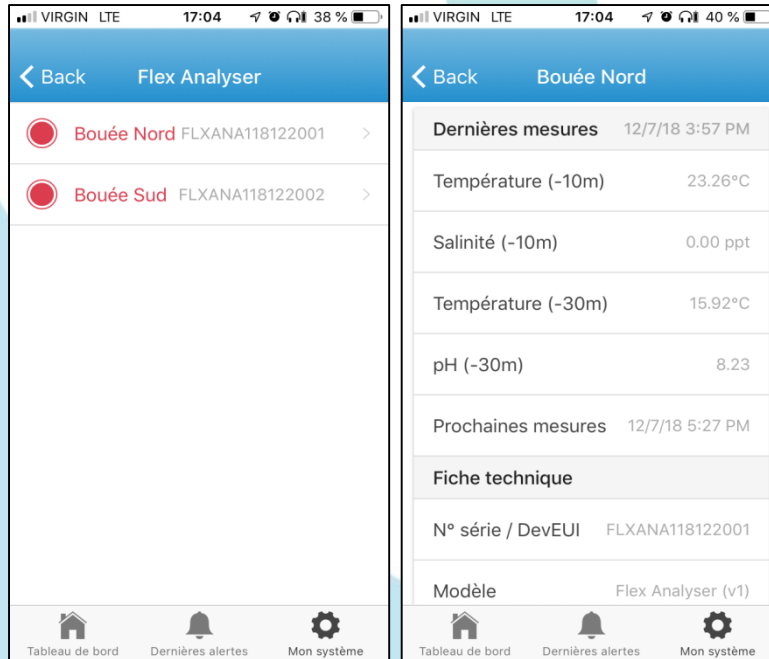 VIRGIN LTE 17:04 38 %
Back Flex Analyser
Bouée Nord FLXANA118122001
Bouée Sud FLXANA118122002
Tableau de bord Dernières alertes Mon système
VIRGIN LTE 17:04 40 %
Back Bouée Nord
Dernières mesures 12/7/18 3:57 PM
Température (-10m) 23.26°C
Salinité (-10m) 0.00 ppt
Température (-30m) 15.92°C
pH (-30m) 8.23
Prochaines mesures 12/7/18 5:27 PM
Fiche technique
N° série / DevEUI FLXANA118122001
Modèle Flex Analyser (v1)
Tableau de bord Dernières alertes Mon système